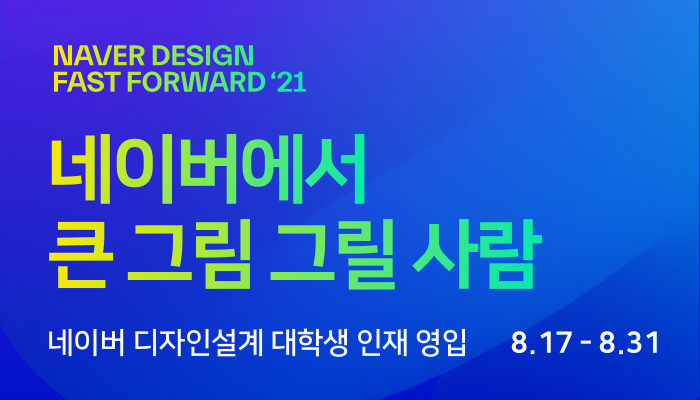 NAVER DESIGN
FAST FORWARD ‘21
네이버에서
큰 그림 그릴 사람
네이버 디자인설계 대학생 인재 영입 8.17 - 8.31